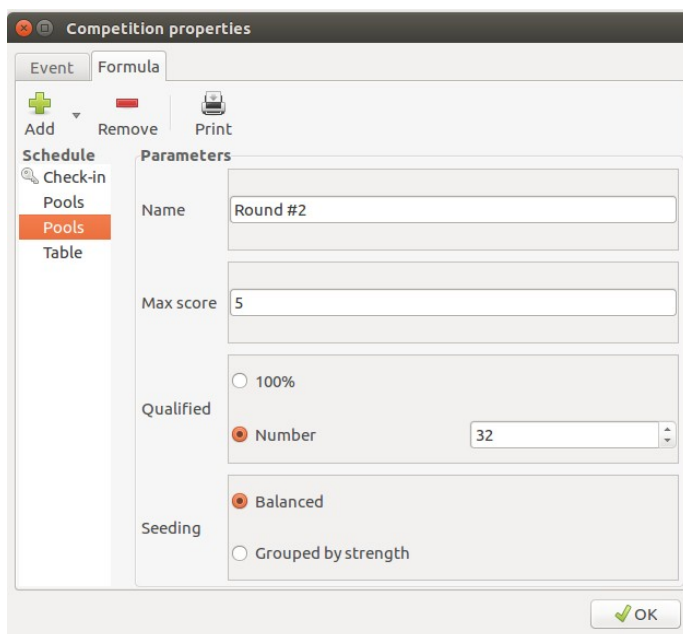 Competition properties
Event Formula
Add Remove Print
Schedule
Check-in
Pools
Pools
Table
Parameters
Name Round #2
Max score 5
Qualified
100%
Number 32
Seeding
Balanced
Grouped by strength
OK